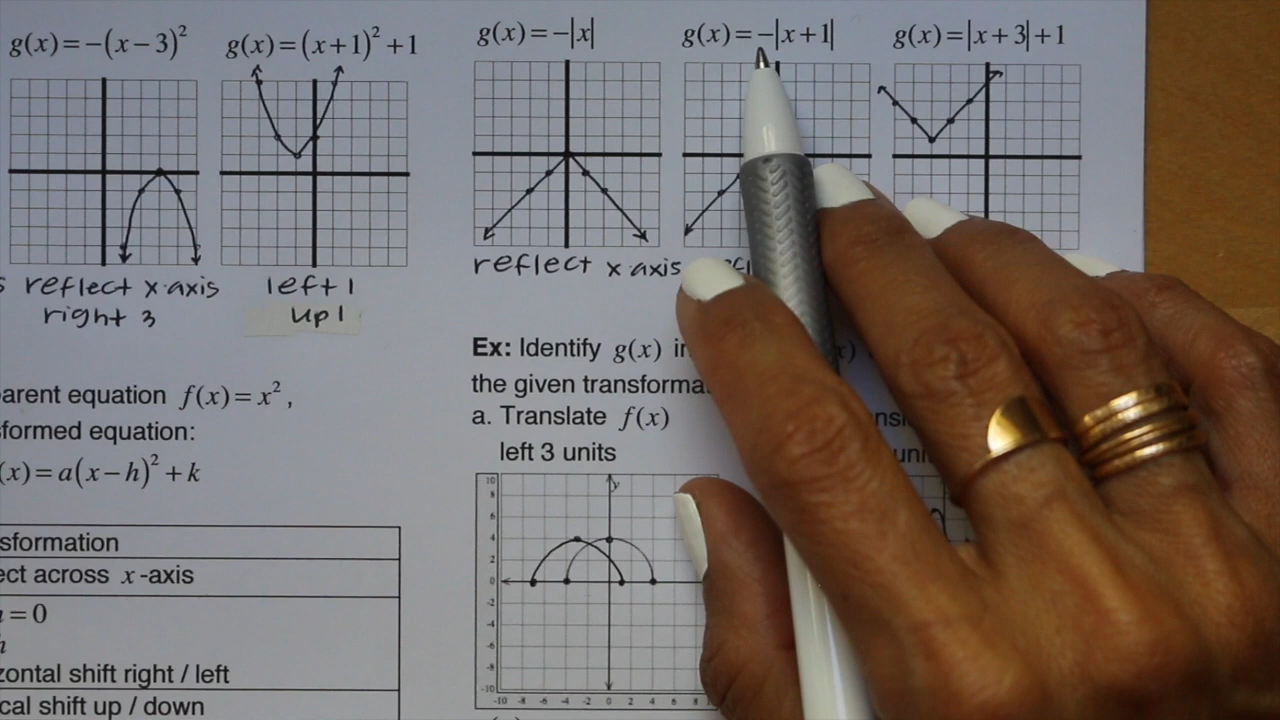 g(x)=-(x-3)²
g(x)=(x+1)²+1
g(x)=-|x|
g(x)=-|x+1|
g(x)=|x+3|+1
reflect x-axis
right 3
left 1
up 1
reflect x-axis
arent equation f(x)=x²,
formed equation:
(x)=a(x-h)²+k
sformation
ect across x-axis
= 0
zontal shift right / left
cal shift up / down
Ex: Identify g(x) in
the given transforma
a. Translate f(x)
left 3 units
y
10
8
6
4
2
0
-2
-4
-6
-8
-10
-10 -8 -6 -4 -2 0 2 4 6 8